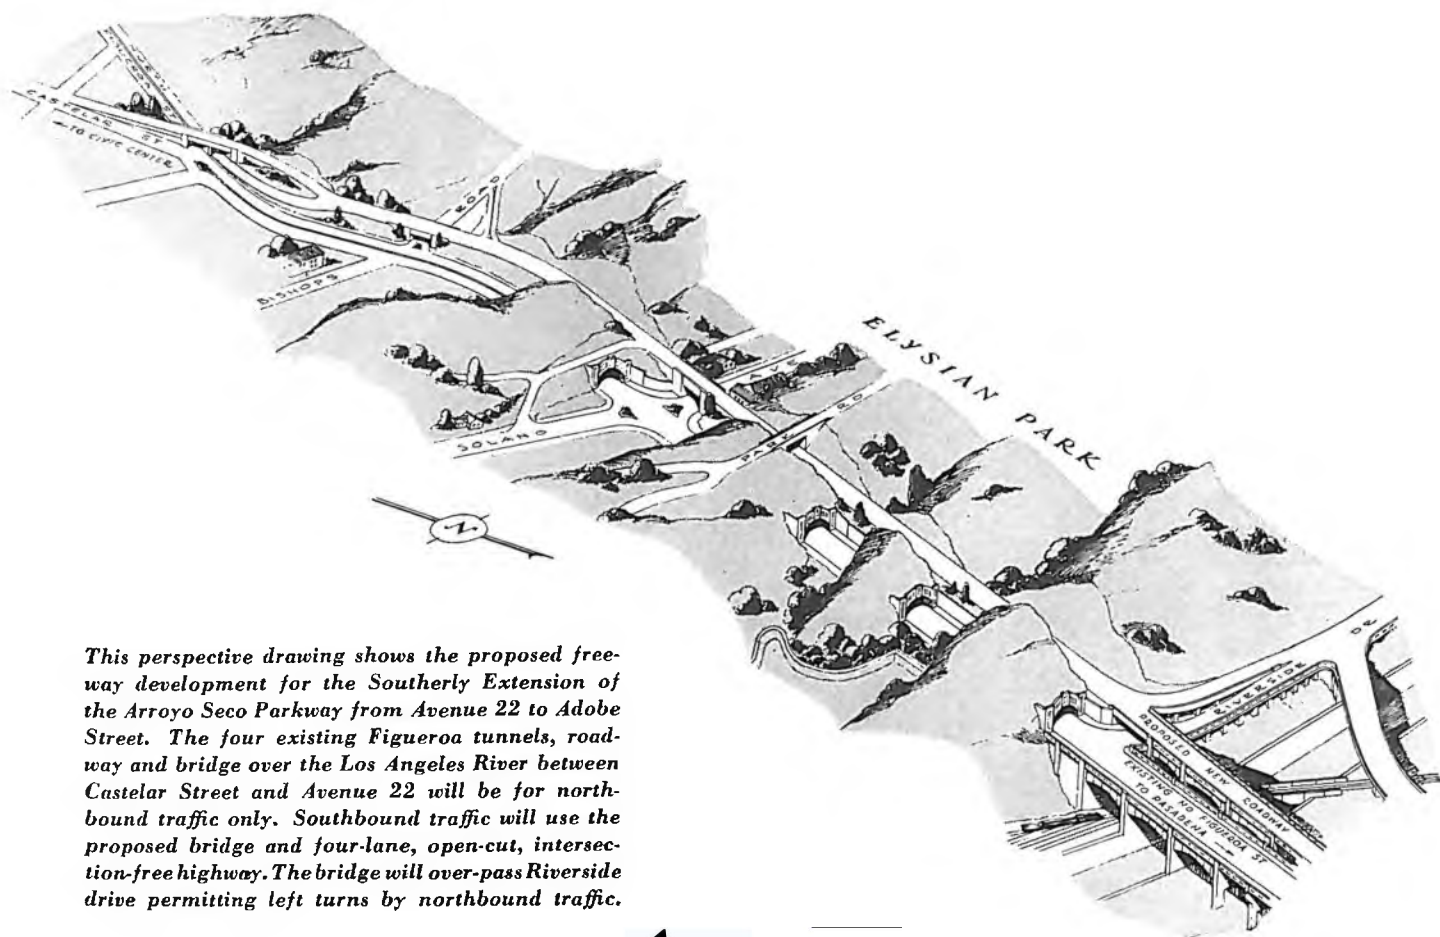 CASTELAR ST
TO CIVIC CENTER
ROAD
BISHOPS
ELYSIAN PARK
AVE
SOLANO
PARK RD
N
RIVERSIDE DR
PROPOSED NEW ROADWAY
EXISTING NO FIGUEROA ST
TO PASADENA
This perspective drawing shows the proposed free-
way development for the Southerly Extension of
the Arroyo Seco Parkway from Avenue 22 to Adobe
Street. The four existing Figueroa tunnels, road-
way and bridge over the Los Angeles River between
Castelar Street and Avenue 22 will be for north-
bound traffic only. Southbound traffic will use the
proposed bridge and four-lane, open-cut, intersec-
tion-free highway. The bridge will over-pass Riverside
drive permitting left turns by northbound traffic.